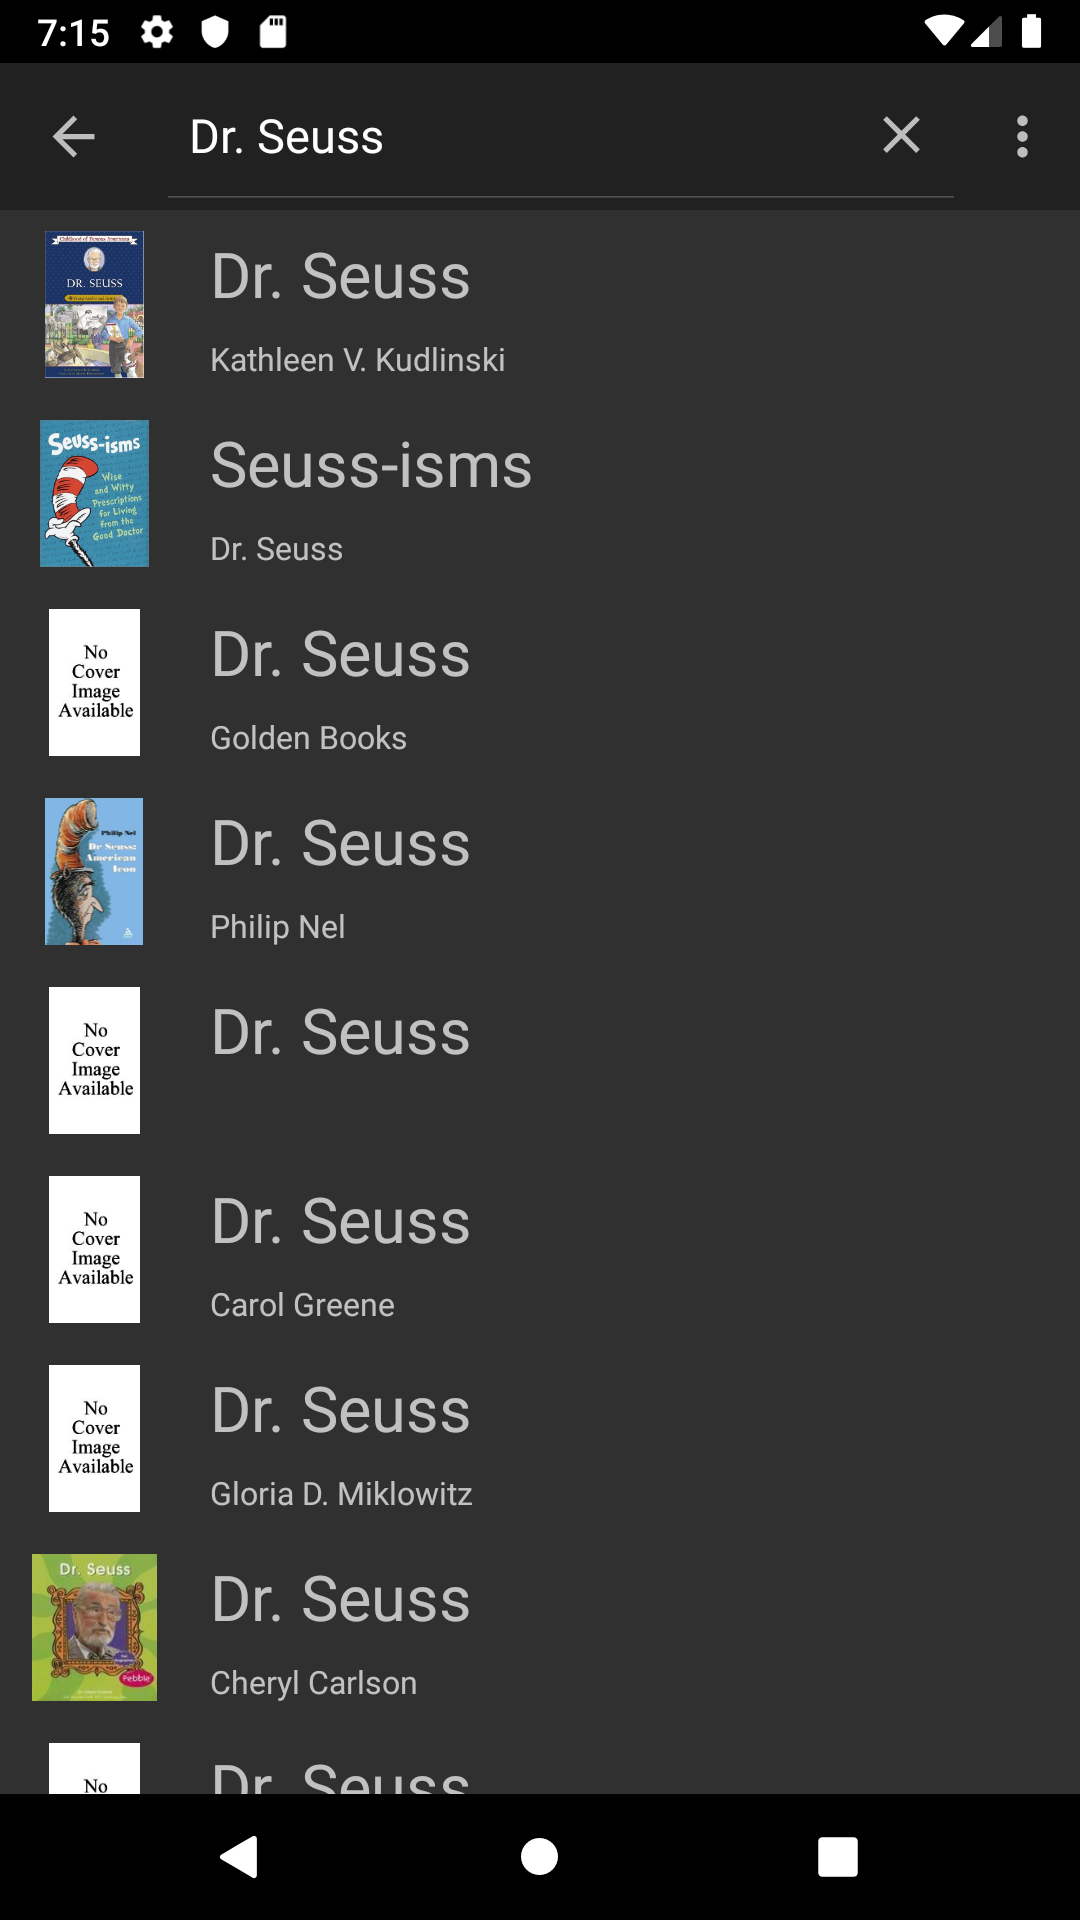 7:15
Dr. Seuss
Childhood of Famous Americans
DR. SEUSS
Dr. Seuss
Kathleen V. Kudlinski
Seuss-isms
Wise
and Witty
Prescriptions
for Living
from the
Good Doctor
Seuss-isms
Dr. Seuss
No
Cover
Image
Available
Dr. Seuss
Golden Books
Philip Nel
Dr Seuss:
American
Icon
Dr. Seuss
Philip Nel
No
Cover
Image
Available
Dr. Seuss
No
Cover
Image
Available
Dr. Seuss
Carol Greene
No
Cover
Image
Available
Dr. Seuss
Gloria D. Miklowitz
Dr. Seuss
Pebble
Dr. Seuss
Cheryl Carlson
No
Dr. Seuss